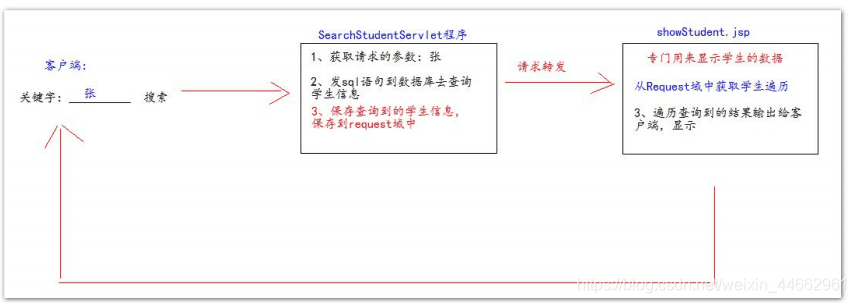 客户端:
关键字: 张 搜索
SearchStudentServlet程序
1、获取请求的参数: 张
2、发sql语句到数据库去查询
学生信息
3、保存查询到的学生信息,
保存到request域中
请求转发
showStudent.jsp
专门用来显示学生的数据
从Request域中获取学生遍历
3、遍历查询到的结果输出给客
户端, 显示
https://blog.csdn.net/weixin_44662961